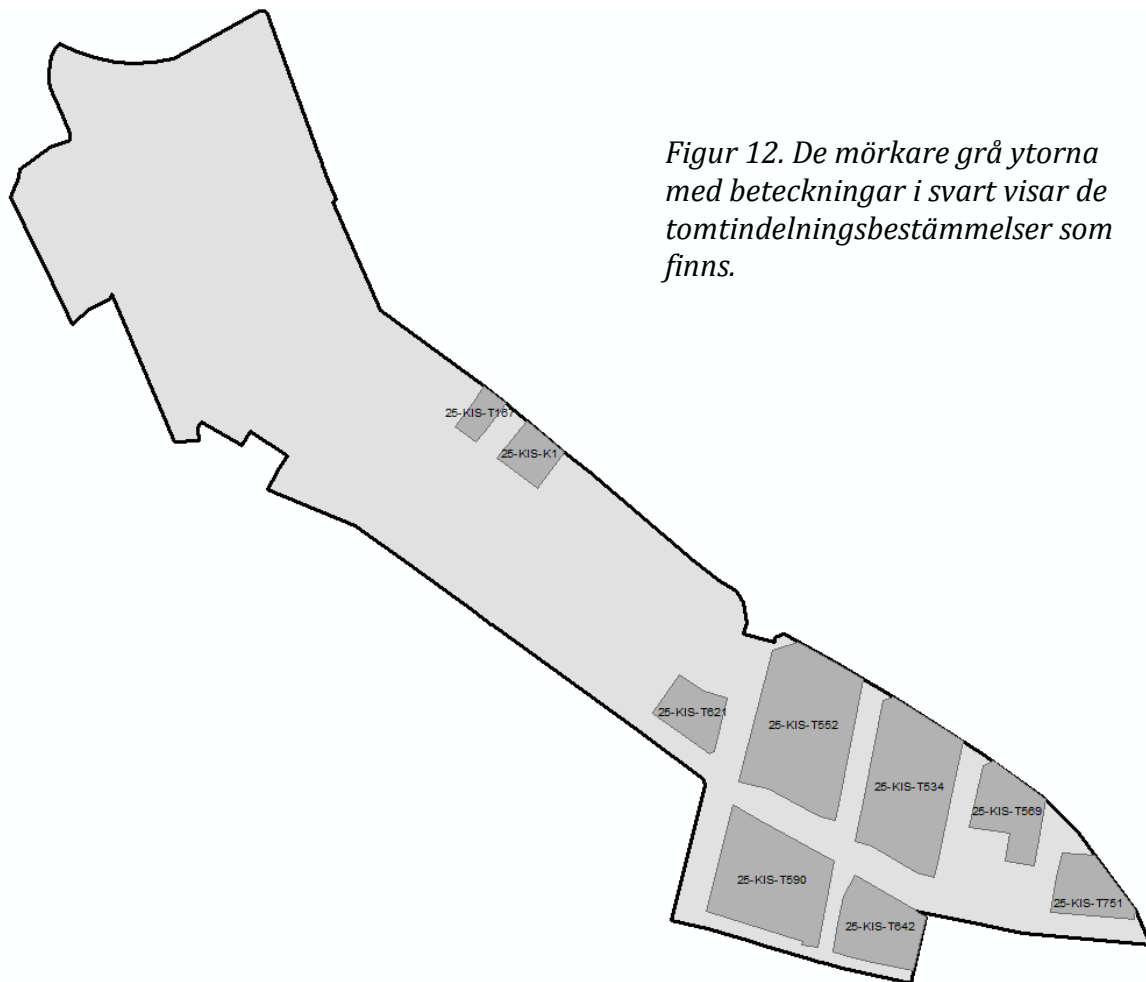 Figur 12. De mörkare grå ytorna
med beteckningar i svart visar de
tomtindelningsbestämmelser som
finns.
25-KIS-T167
25-KIS-K1
25-KIS-T621
25-KIS-T552
25-KIS-T534
25-KIS-T569
25-KIS-T590
25-KIS-T751
25-KIS-T642